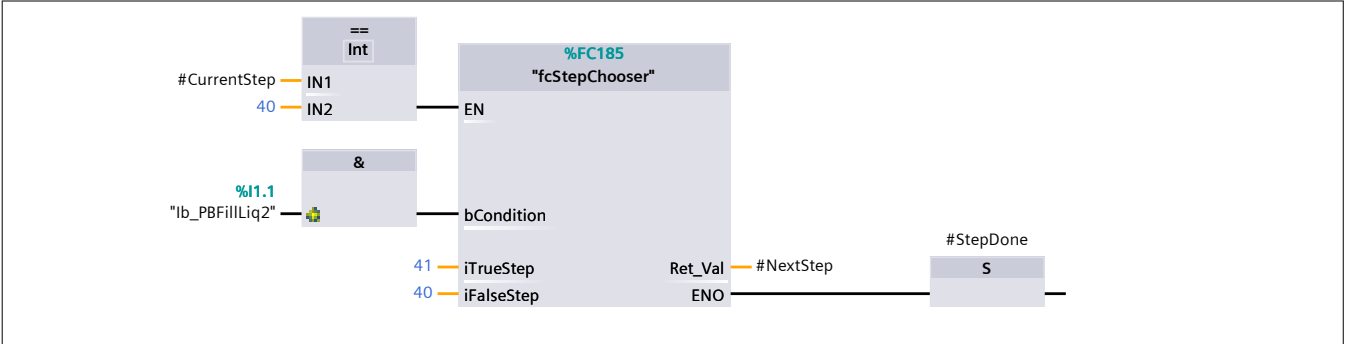 ==
Int
#CurrentStep
IN1
40
IN2
%FC185
"fcStepChooser"
EN
&
%I1.1
"Ib_PBFillLiq2"
bCondition
41
iTrueStep
Ret_Val
#NextStep
40
iFalseStep
ENO
#StepDone
S